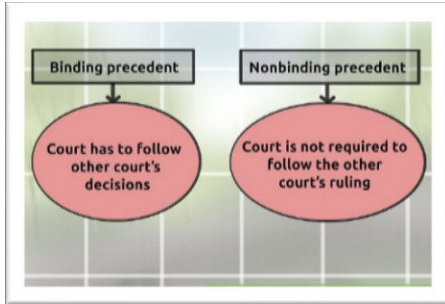 Binding precedent
Nonbinding precedent
Court has to follow
other court's
decisions
Court is not required to
follow the other
court's ruling